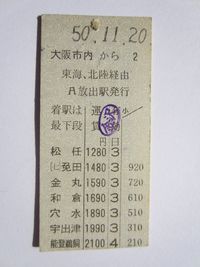 50.11.20
大阪市内 から 2
東海、北陸経由
放出駅発行
着駅は
最下段
円 日
松任 1280 3
発田 1480 3 920
金丸 1590 3 720
和倉 1690 3 610
穴水 1890 3 510
宇出津 1990 3 310
能登鵜飼 2100 4 210